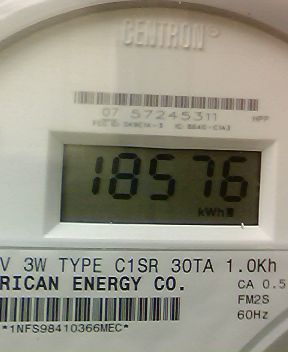 CENTRON®
07 57245311 HPP
18576
kWh
V 3W TYPE C1SR 30TA 1.0Kh
RICAN ENERGY CO. CA 0.5
FM2S
60Hz
*1NFS98410366MEC*